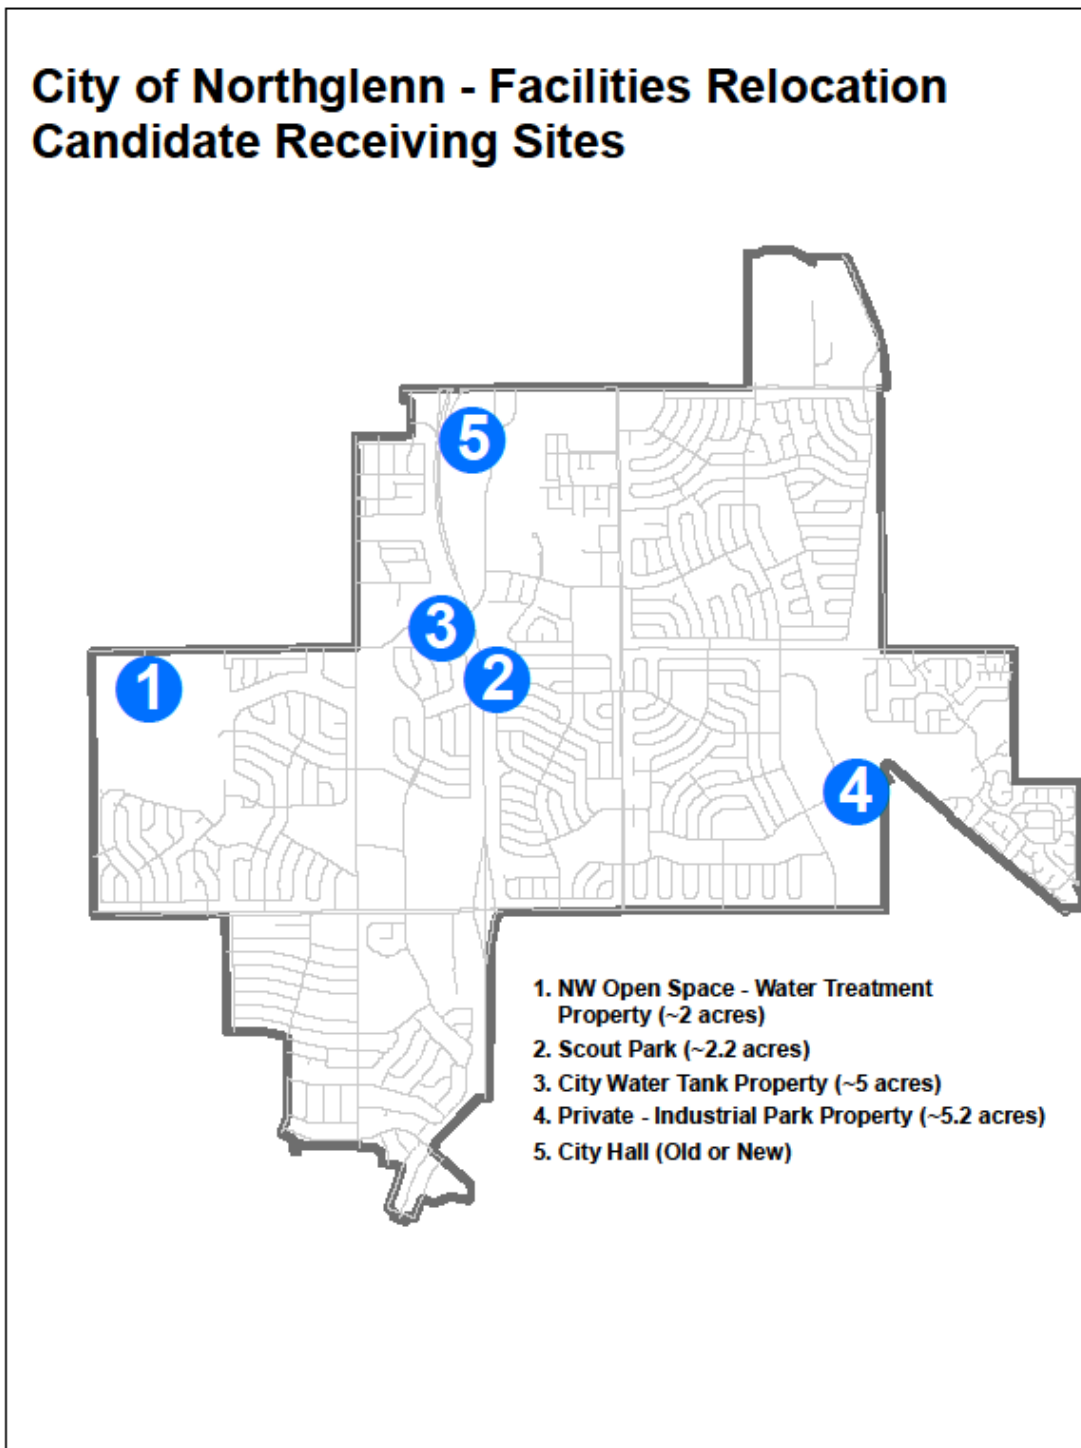 City of Northglenn - Facilities Relocation
Candidate Receiving Sites
5
3
2
1
4
1. NW Open Space - Water Treatment
Property (~2 acres)
2. Scout Park (~2.2 acres)
3. City Water Tank Property (~5 acres)
4. Private - Industrial Park Property (~5.2 acres)
5. City Hall (Old or New)